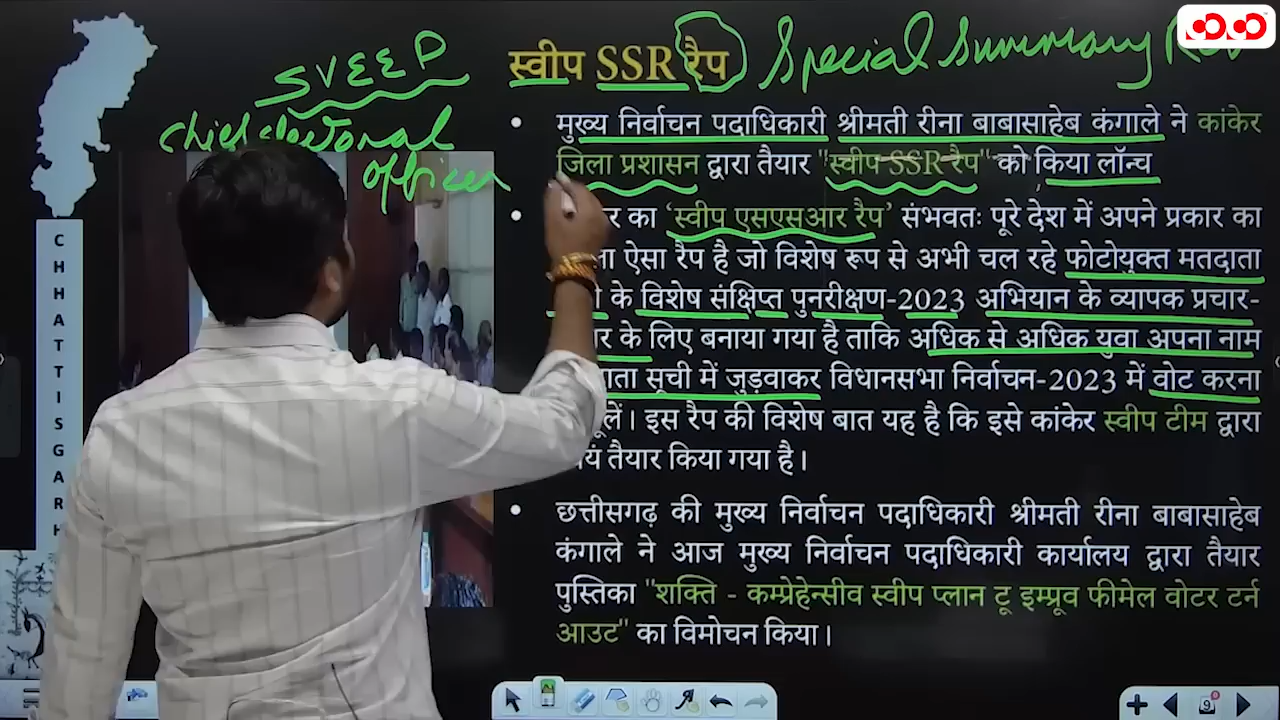 स्वीप SSR रैप
Special Summary
SVEEP
Chief electoral
officer
CHHATTISGARH
• मुख्य निर्वाचन पदाधिकारी श्रीमती रीना बाबासाहेब कंगाले ने कांकेर
जिला प्रशासन द्वारा तैयार "स्वीप SSR रैप" को किया लॉन्च
• का ‘स्वीप एसएसआर रैप’ संभवतः पूरे देश में अपने प्रकार का
ऐसा रैप है जो विशेष रूप से अभी चल रहे फोटोयुक्त मतदाता
के विशेष संक्षिप्त पुनरीक्षण-2023 अभियान के व्यापक प्रचार-
के लिए बनाया गया है ताकि अधिक से अधिक युवा अपना नाम
सूची में जुड़वाकर विधानसभा निर्वाचन-2023 में वोट करना
इस रैप की विशेष बात यह है कि इसे कांकेर स्वीप टीम द्वारा
तैयार किया गया है।
• छत्तीसगढ़ की मुख्य निर्वाचन पदाधिकारी श्रीमती रीना बाबासाहेब
कंगाले ने आज मुख्य निर्वाचन पदाधिकारी कार्यालय द्वारा तैयार
पुस्तिका "शक्ति - कम्प्रेहेन्सीव स्वीप प्लान टू इम्प्रूव फीमेल वोटर टर्न
आउट" का विमोचन किया।